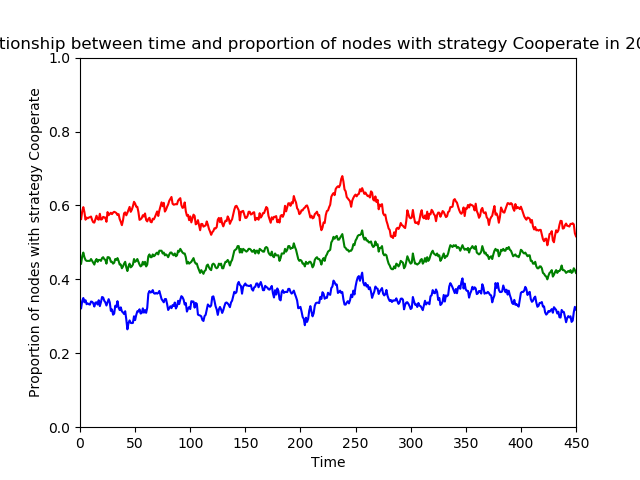 tionship between time and proportion of nodes with strategy Cooperate in 20
Proportion of nodes with strategy Cooperate
1.0
0.8
0.6
0.4
0.2
0.0
0 50 100 150 200 250 300 350 400 450
Time